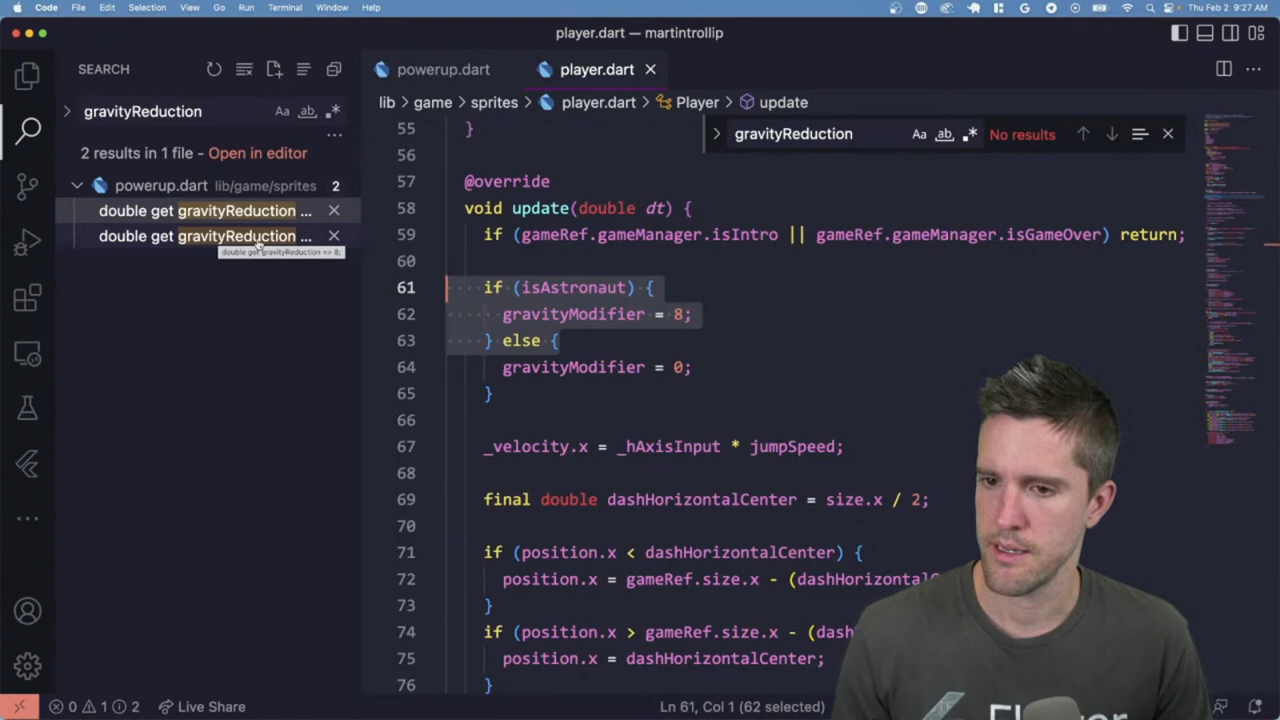 Code File Edit Selection View Go Run Terminal Window Help
Thu Feb 2 9:27 AM
player.dart — martintrollip
SEARCH
powerup.dart
player.dart
gravityReduction
Aa ab
lib > game > sprites > player.dart > Player > update
gravityReduction
Aa ab
No results
2 results in 1 file - Open in editor
powerup.dart lib/game/sprites 2
double get gravityReduction ...
double get gravityReduction ...
double get gravityReduction => 8;
55 }
56
57 @override
58 void update(double dt) {
59 if (gameRef.gameManager.isIntro || gameRef.gameManager.isGameOver) return;
60
61 if (isAstronaut) {
62 gravityModifier = 8;
63 } else {
64 gravityModifier = 0;
65 }
66
67 _velocity.x = _hAxisInput * jumpSpeed;
68
69 final double dashHorizontalCenter = size.x / 2;
70
71 if (position.x < dashHorizontalCenter) {
72 position.x = gameRef.size.x - (dashHorizontalC
73 }
74 if (position.x > gameRef.size.x - (dash
75 position.x = dashHorizontalCenter;
76 }
0 1 2 Live Share
Ln 61, Col 1 (62 selected)